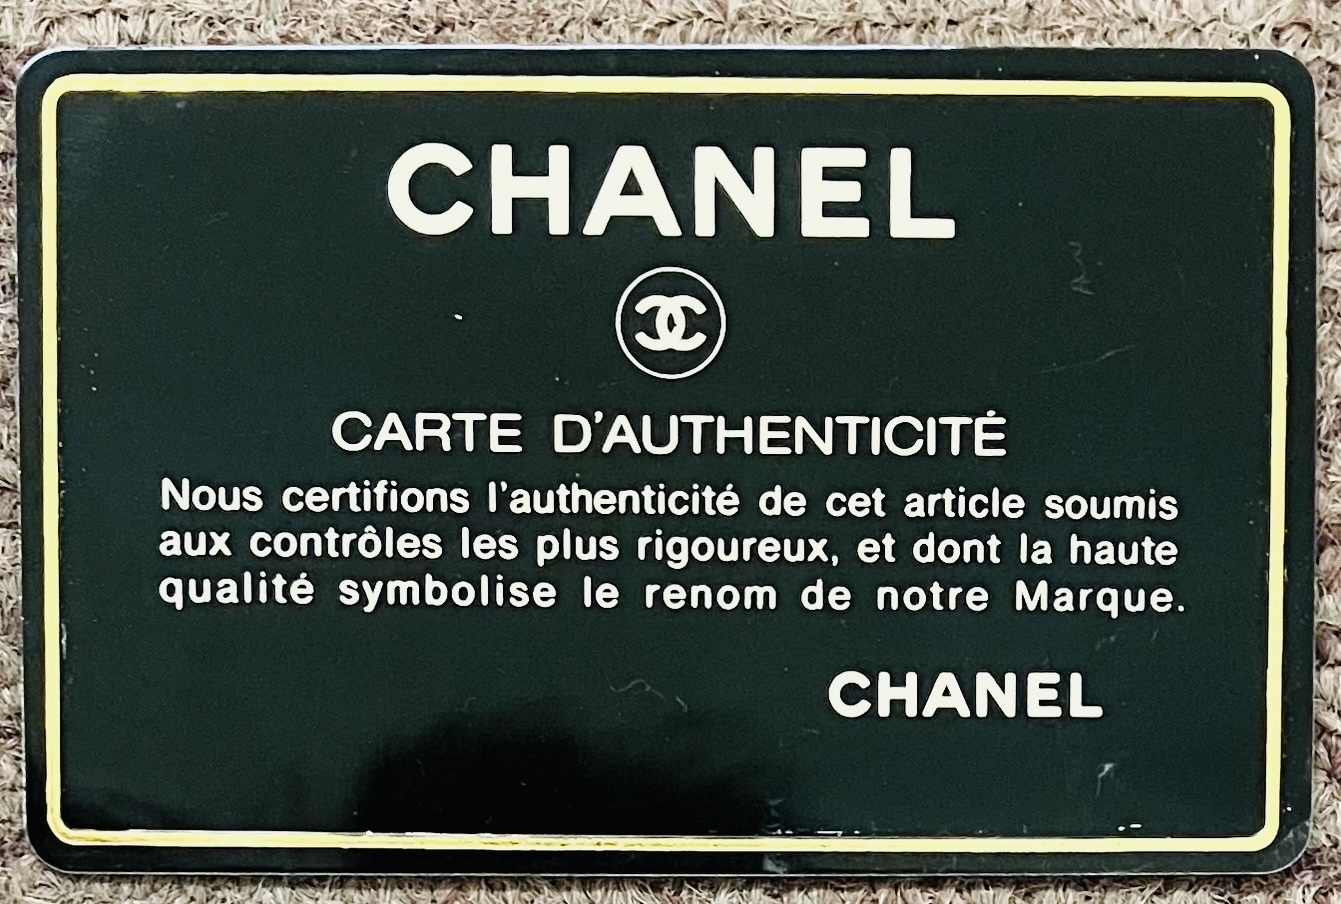 CHANEL
CARTE D'AUTHENTICITÉ
Nous certifions l'authenticité de cet article soumis
aux contrôles les plus rigoureux, et dont la haute
qualité symbolise le renom de notre Marque.
CHANEL